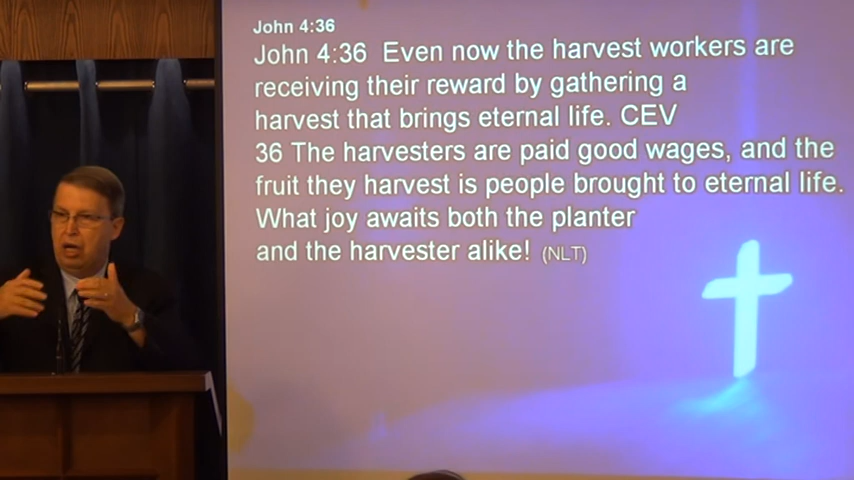 John 4:36
John 4:36 Even now the harvest workers are
receiving their reward by gathering a
harvest that brings eternal life. CEV
36 The harvesters are paid good wages, and the
fruit they harvest is people brought to eternal life.
What joy awaits both the planter
and the harvester alike! (NLT)